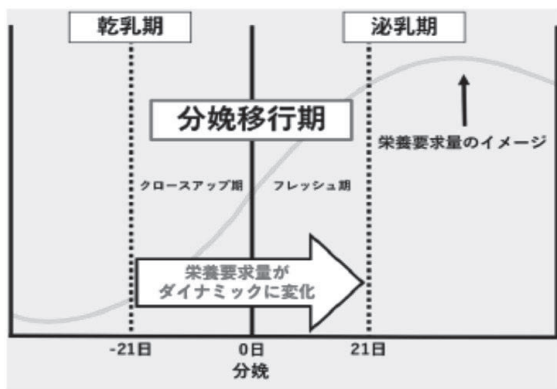 乾乳期
泌乳期
分娩移行期
栄養要求量のイメージ
クロースアップ期
フレッシュ期
栄養要求量が
ダイナミックに変化
-21日
0日
21日
分娩